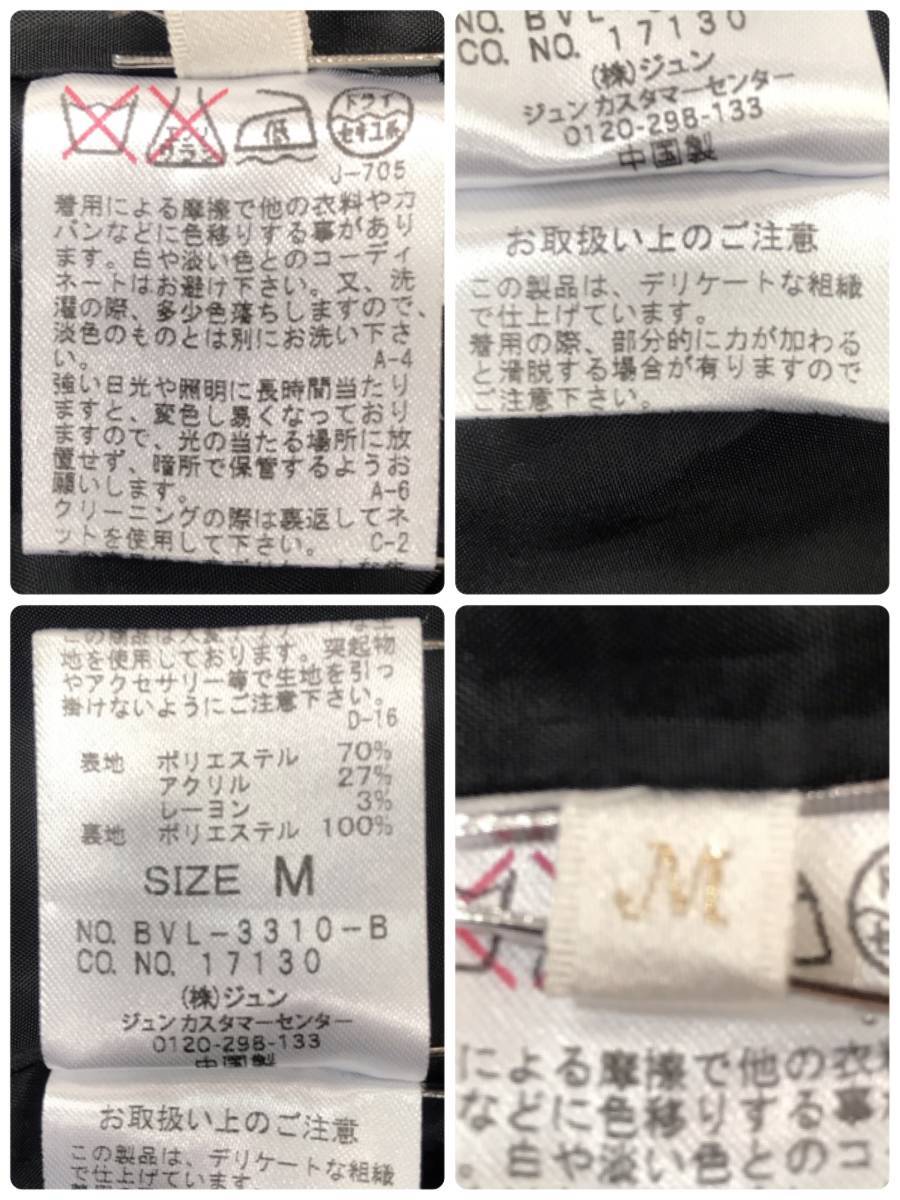 エンソ
サラシ
低
ドライ
セキユ系
J-705
着用による摩擦で他の衣料やカ
バンなどに色移りする事があり
ます。白や淡い色とのコーディ
ネートはお避け下さい。又、洗
濯の際、多少色落ちしますので、
淡色のものとは別にお洗い下さ
い。 A-4
強い日光や照明に長時間当たり
ますと、変色し易くなっており
ますので、光の当たる場所に放
置せず、暗所で保管するようお
願いします。 A-6
クリーニングの際は裏返してネ
ットを使用して下さい。 C-2
NO. BVL
CO. NO. 17130
(株)ジュン
ジュンカスタマーセンター
0120-298-133
中国製
お取扱い上のご注意
この製品は、デリケートな組織
で仕上げています。
着用の際、部分的に力が加わる
と滑脱する場合が有りますので
ご注意下さい。
この商品は大変デリケートな生
地を使用しております。突起物
やアクセサリー等で生地を引っ
掛けないようにご注意下さい。
D-16
表地 ポリエステル 70%
アクリル 27%
レーヨン 3%
裏地 ポリエステル 100%
SIZE M
NO. BVL-3310-B
CO. NO. 17130
(株)ジュン
ジュンカスタマーセンター
0120-298-133
中国製
お取扱い上のご注意
この製品は、デリケートな組織
で仕上げています。
M
による摩擦で他の衣料
などに色移りする事が
。白や淡い色とのコ